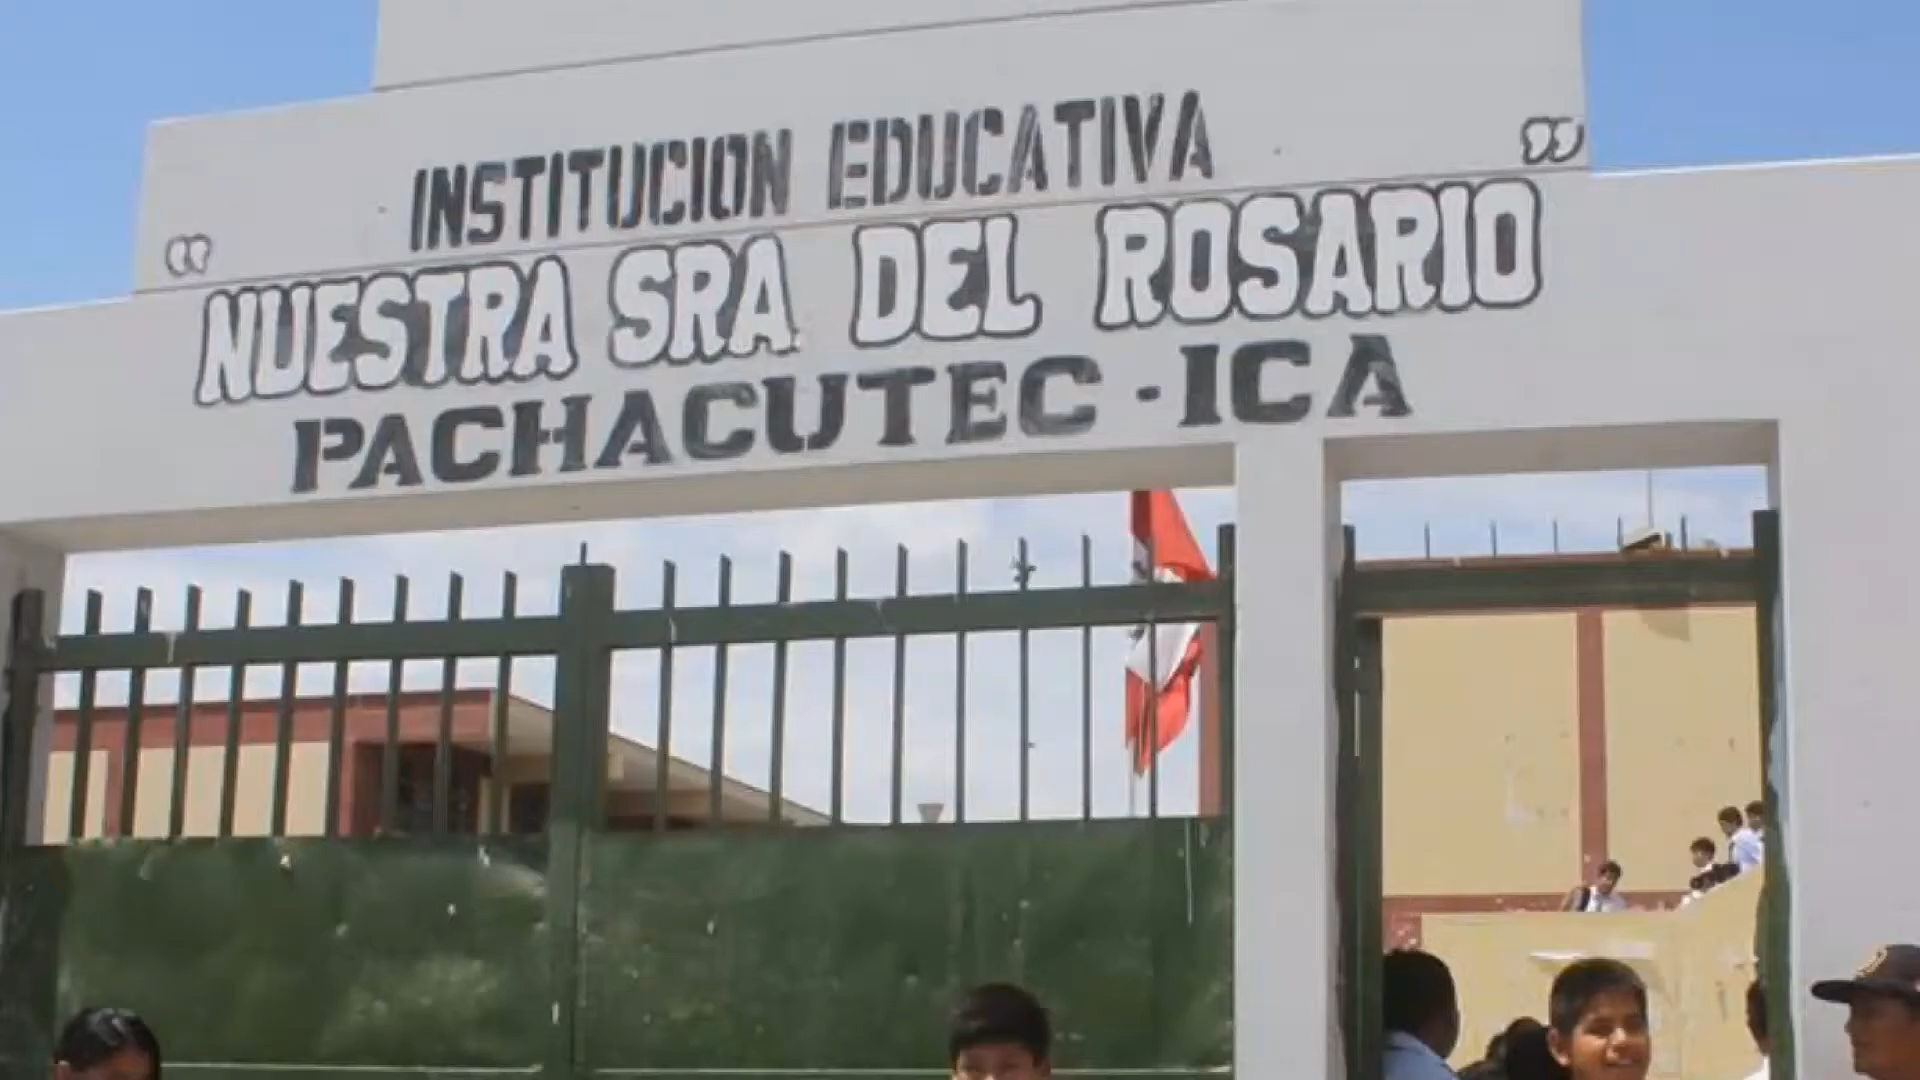 INSTITUCION EDUCATIVA
“NUESTRA SRA. DEL ROSARIO”
PACHACUTEC - ICA